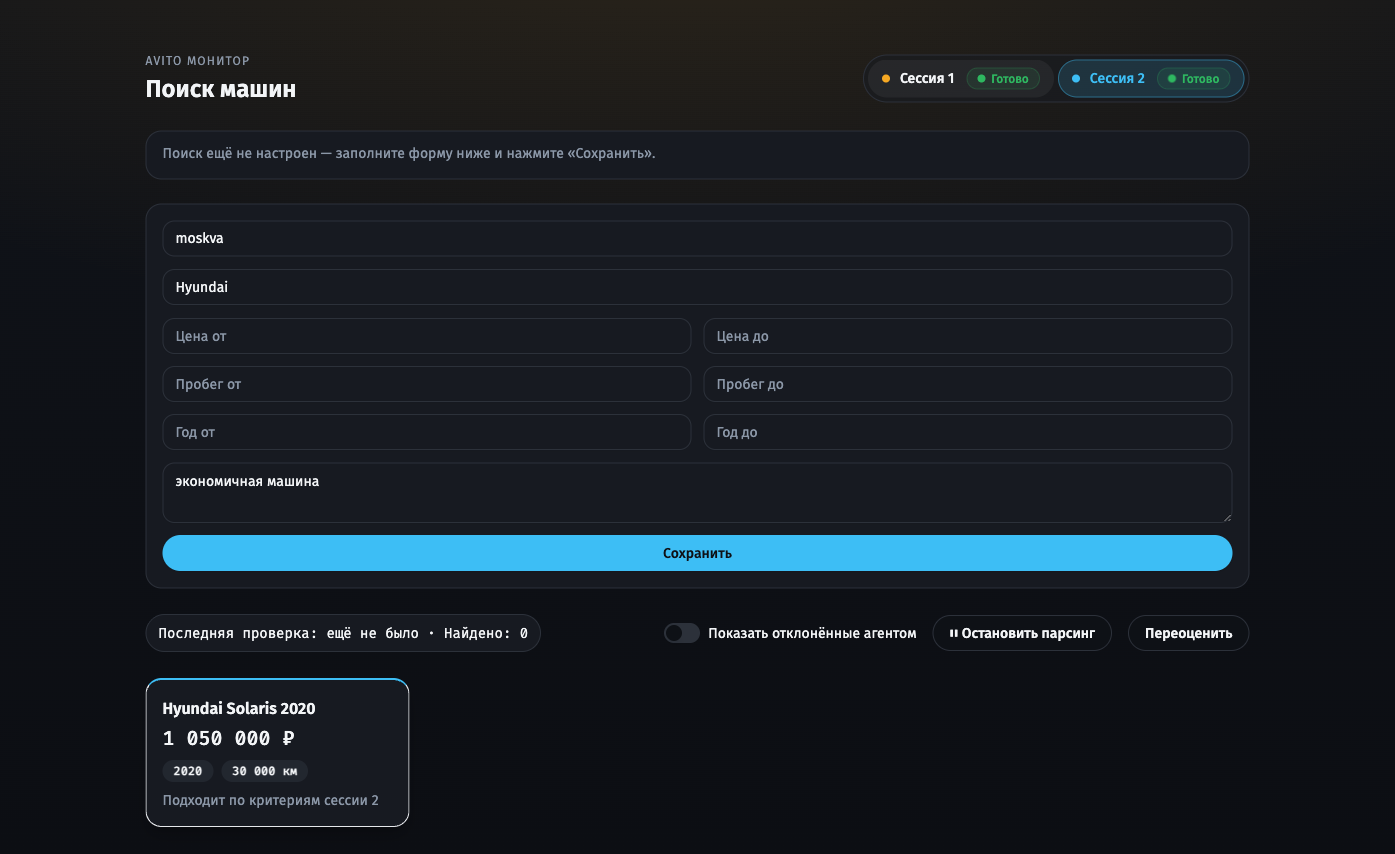 AVITO МОНИТОР
Поиск машин
Сессия 1 Готово Сессия 2 Готово
Поиск ещё не настроен — заполните форму ниже и нажмите «Сохранить».
moskva
Hyundai
Цена от Цена до
Пробег от Пробег до
Год от Год до
экономичная машина
Сохранить
Последняя проверка: ещё не было · Найдено: 0 Показать отклонённые агентом Остановить парсинг Переоценить
Hyundai Solaris 2020
1 050 000 ₽
2020 30 000 км
Подходит по критериям сессии 2